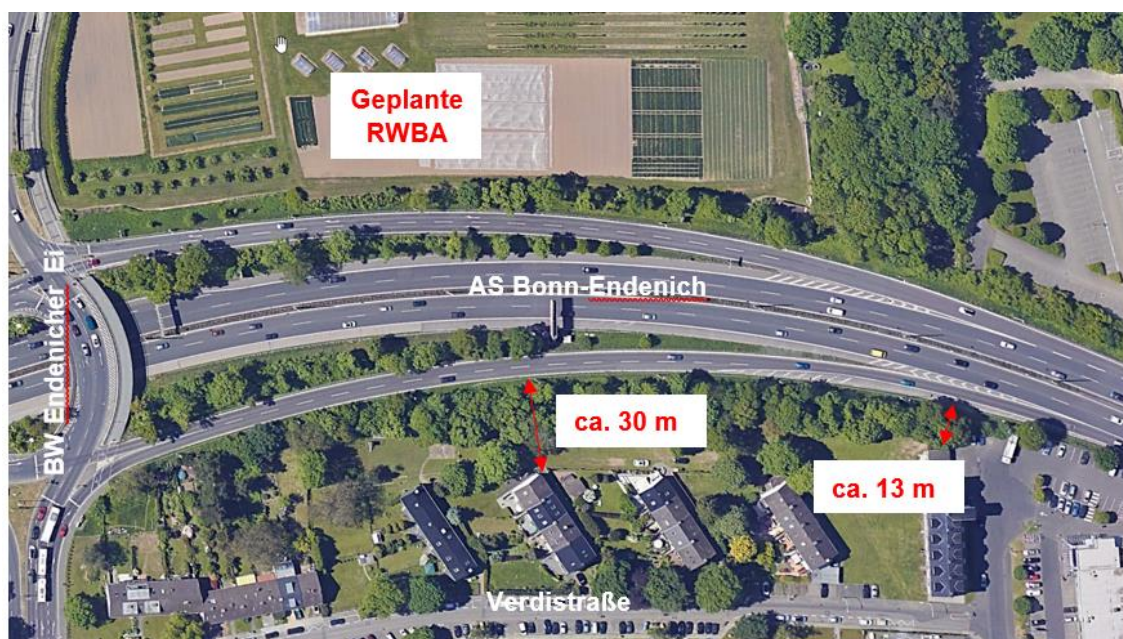 Geplante
RWBA
AS Bonn-Endenich
BW Endenicher Ei
ca. 30 m
ca. 13 m
Verdistraße